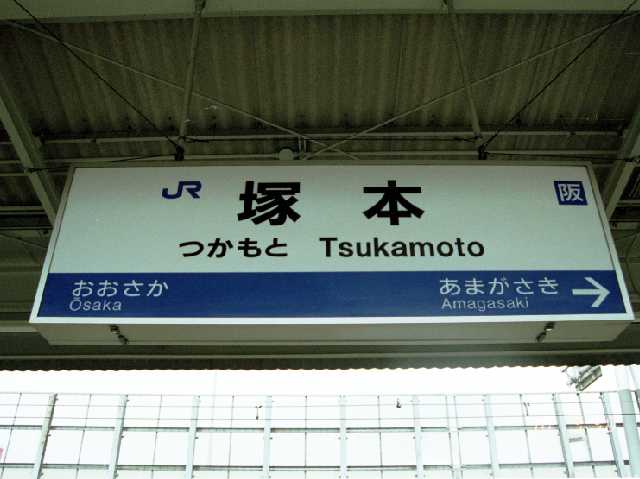 JR 塚本 阪
つかもと Tsukamoto
おおさか あまがさき →
Ōsaka Amagasaki